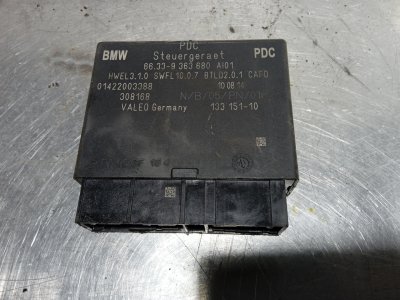 PDC
BMW Steuergeraet PDC
66.33-9 363 680 AI01
HWEL3.1.0 SWFL10.0.7 BTLD2.0.1 CAFD
01422003388 10 08 14
308168
VALEO Germany 133 151-10